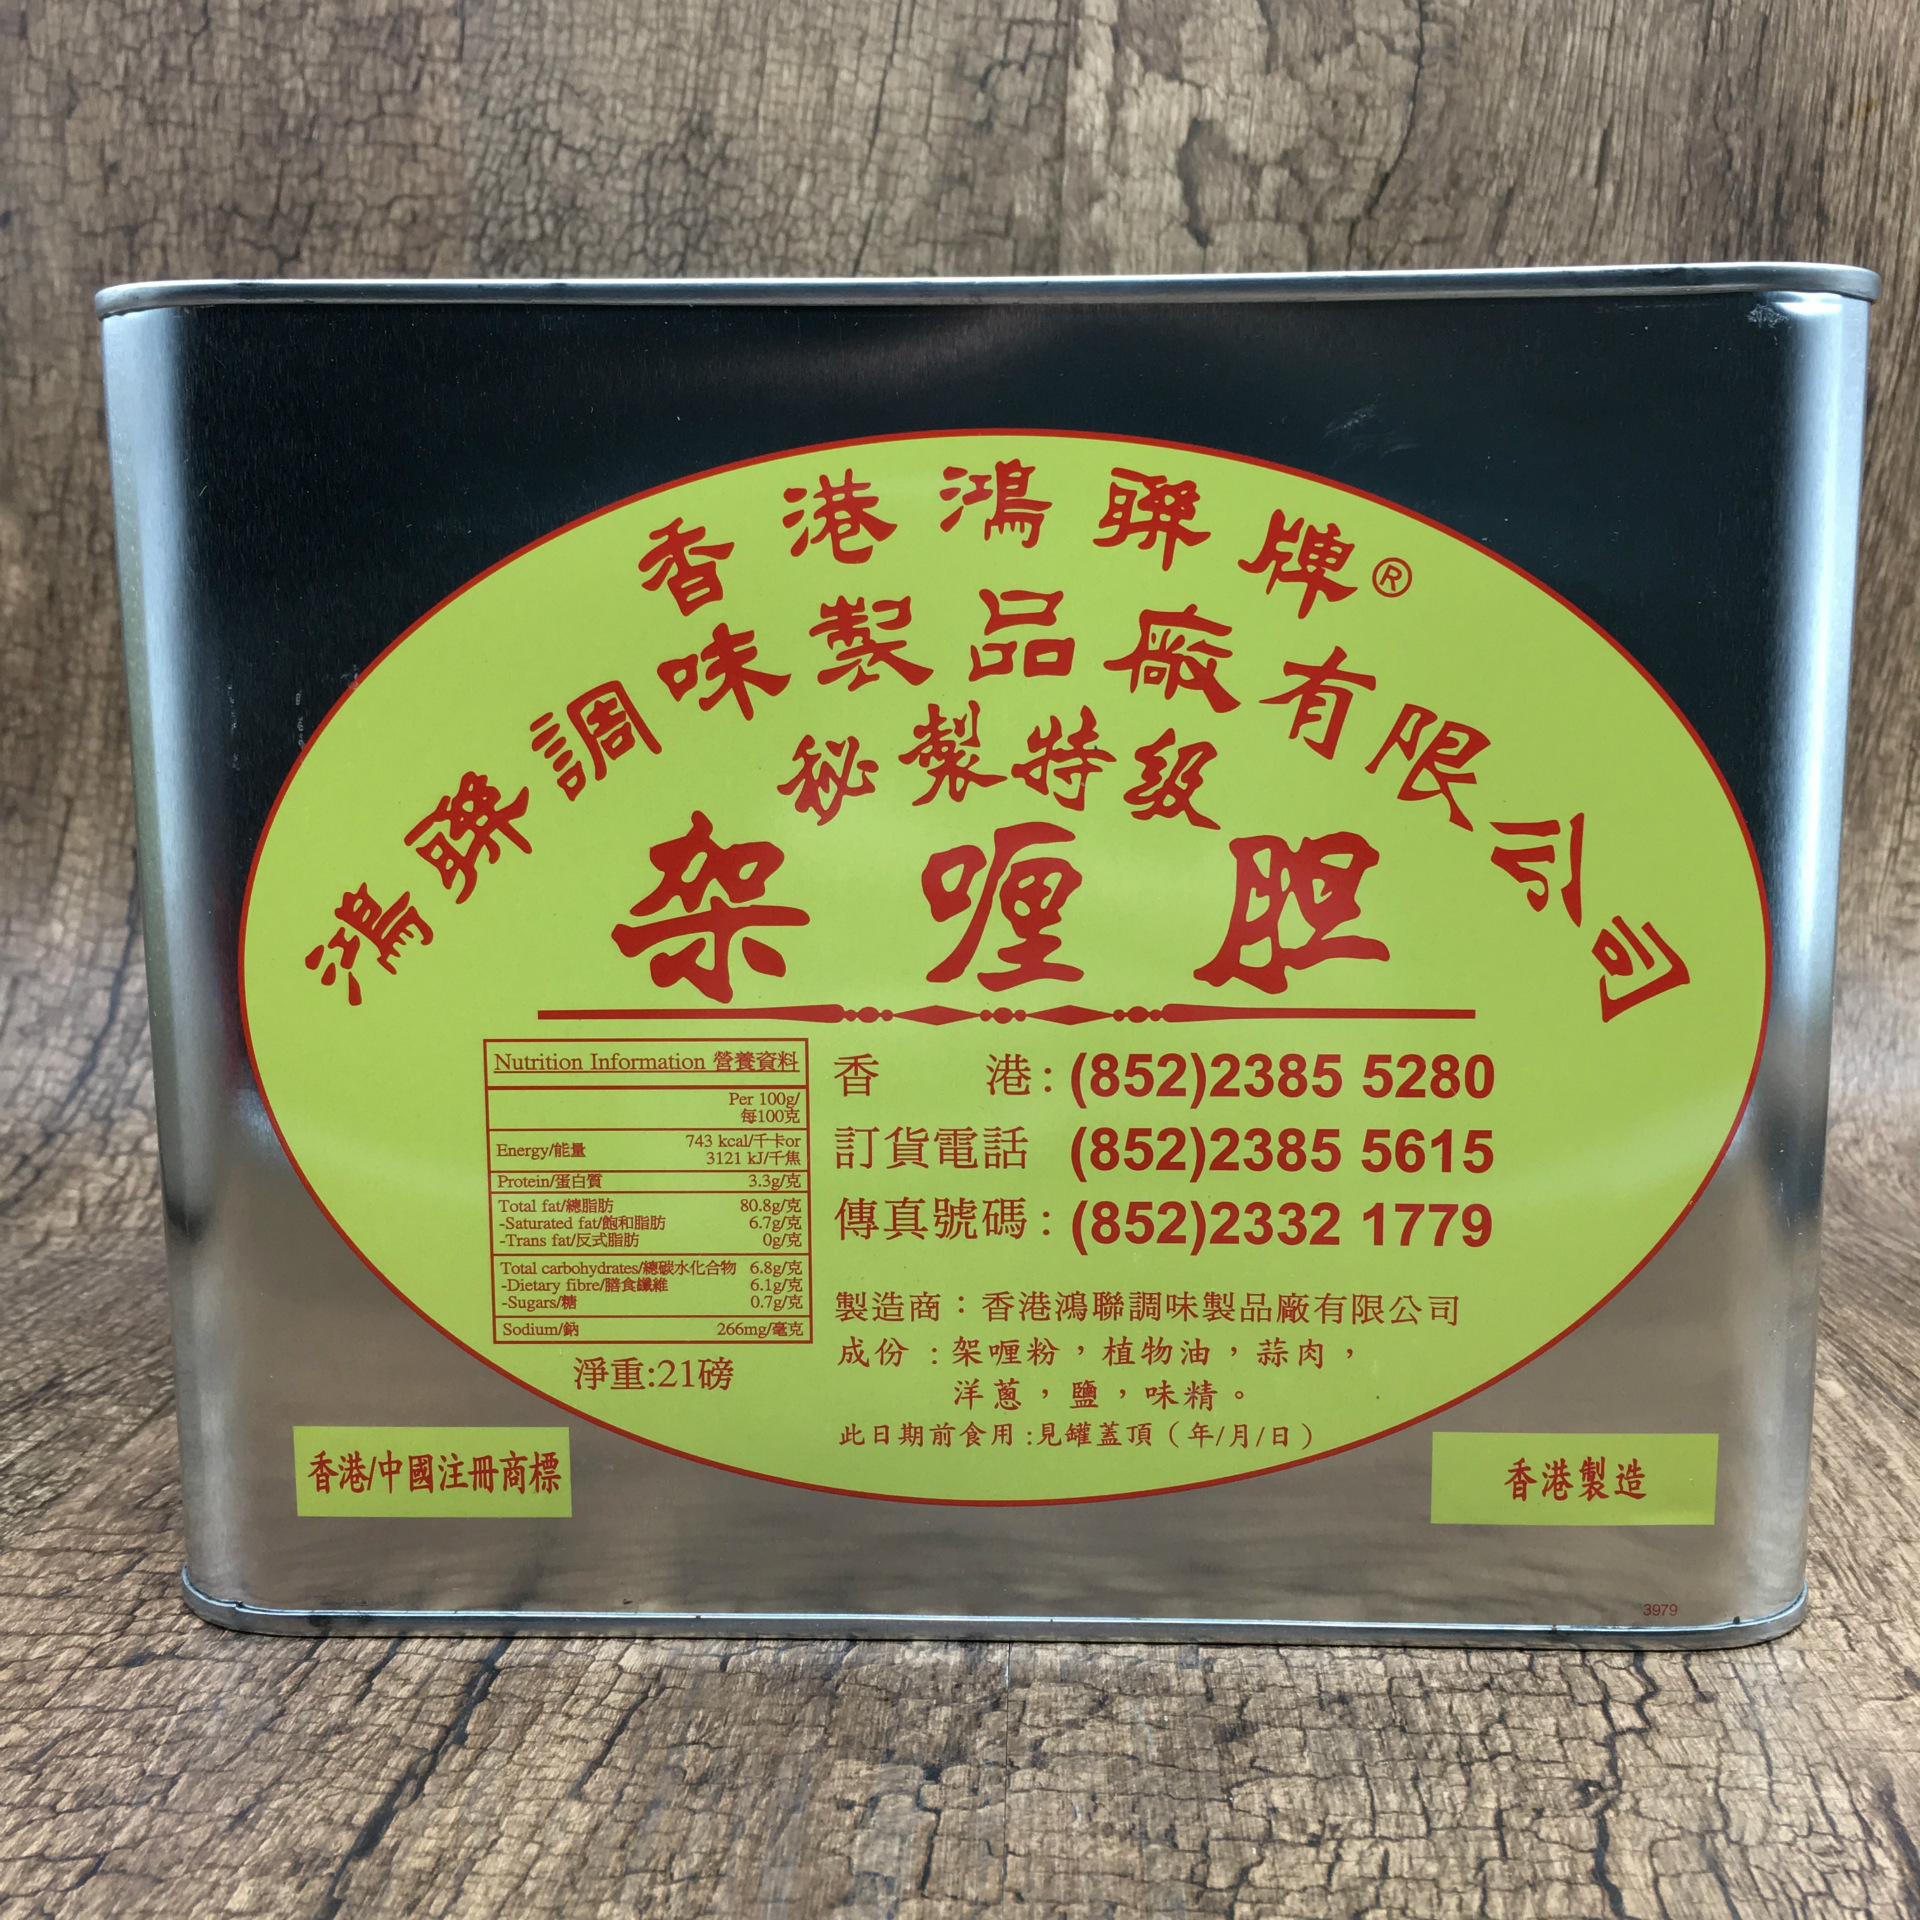 香港鴻聯牌®
鴻聯調味製品廠有限公司
秘製特級
架喱胆
Nutrition Information 營養資料
Per 100g/
每100克
Energy/能量 743 kcal/千卡or
3121 kJ/千焦
Protein/蛋白質 3.3g/克
Total fat/總脂肪 80.8g/克
-Saturated fat/飽和脂肪 6.7g/克
-Trans fat/反式脂肪 0g/克
Total carbohydrates/總碳水化合物 6.8g/克
-Dietary fibre/膳食纖維 6.1g/克
-Sugars/糖 0.7g/克
Sodium/鈉 266mg/毫克
淨重:21磅
香港: (852)2385 5280
訂貨電話 (852)2385 5615
傳真號碼: (852)2332 1779
製造商：香港鴻聯調味製品廠有限公司
成份：架喱粉，植物油，蒜肉，
洋蔥，鹽，味精。
此日期前食用:見罐蓋頂（年/月/日）
香港/中國注冊商標
香港製造
3979